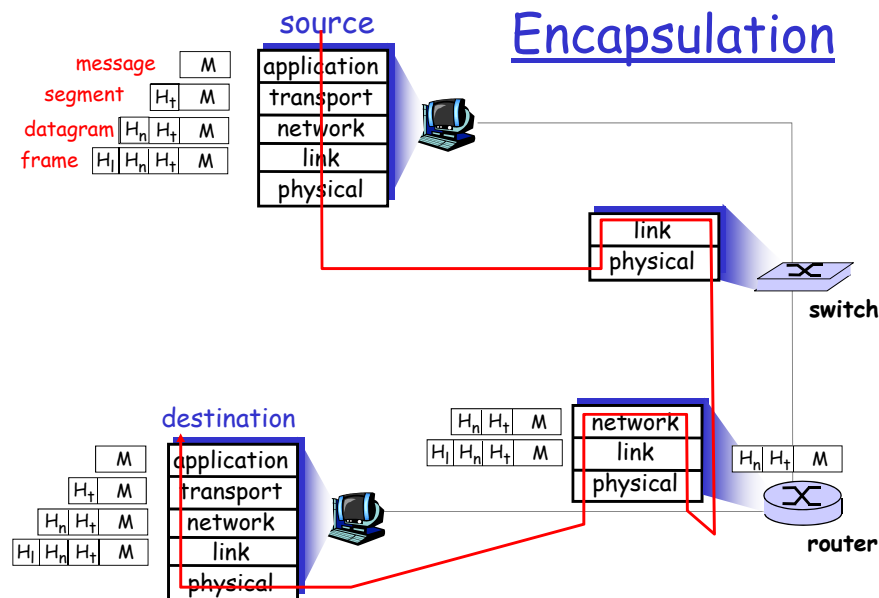 source
Encapsulation
message M
segment Ht M
datagram Hn Ht M
frame Hl Hn Ht M
application
transport
network
link
physical
link
physical
switch
destination
M
Ht M
Hn Ht M
Hl Hn Ht M
application
transport
network
link
physical
Hn Ht M
Hl Hn Ht M
network
link
physical
Hn Ht M
router